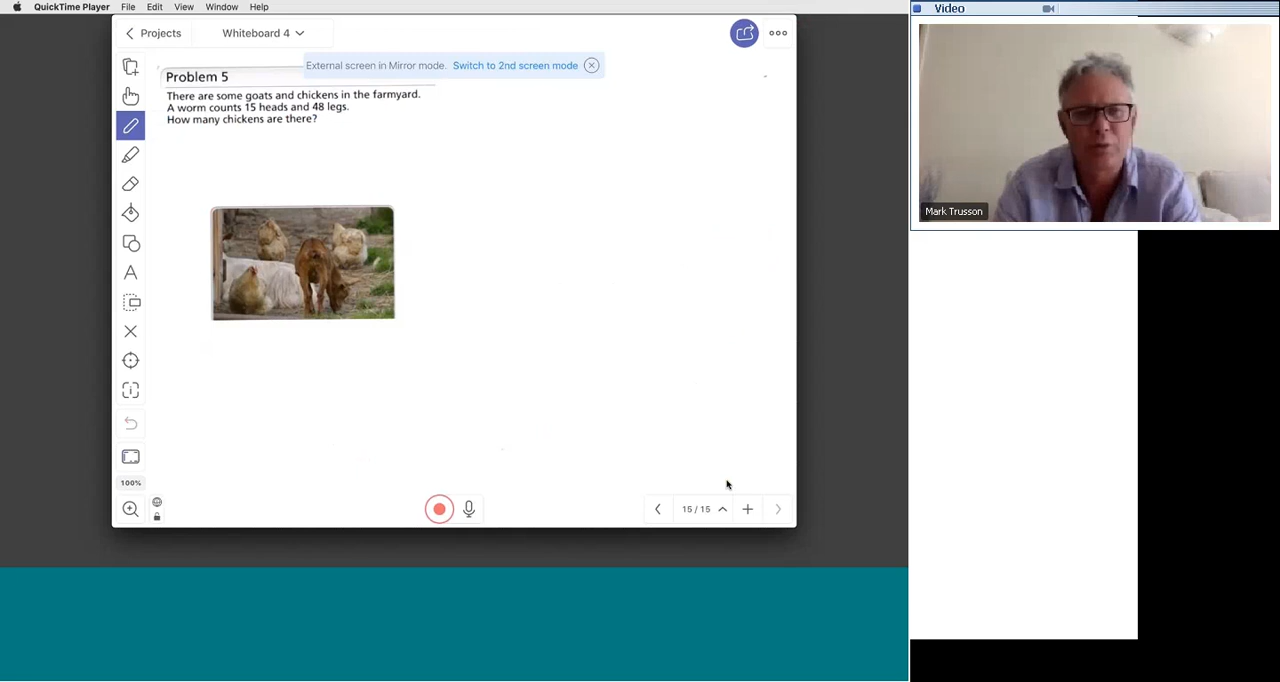 QuickTime Player File Edit View Window Help
Video
Projects
Whiteboard 4
External screen in Mirror mode. Switch to 2nd screen mode
Problem 5
There are some goats and chickens in the farmyard.
A worm counts 15 heads and 48 legs.
How many chickens are there?
Mark Trusson
A
100%
15 / 15